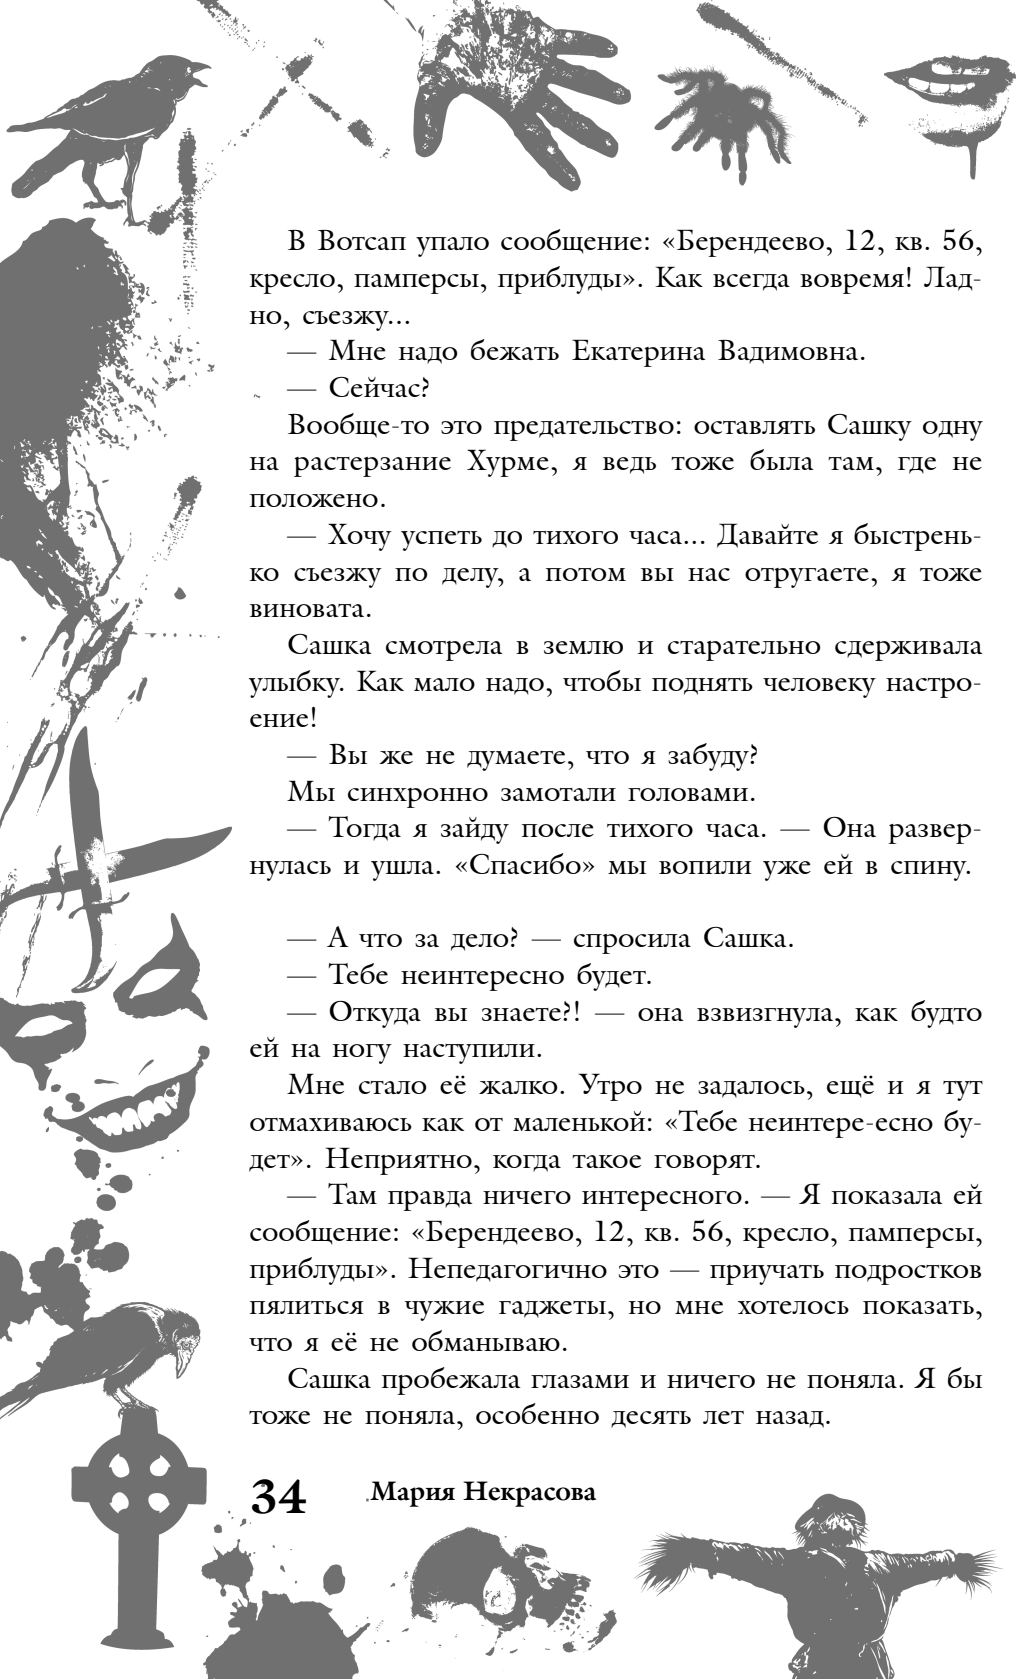 В Вотсап упало сообщение: «Берендеево, 12, кв. 56,
кресло, памперсы, приблуды». Как всегда вовремя! Лад-
но, съезжу...
— Мне надо бежать Екатерина Вадимовна.
— Сейчас?
Вообще-то это предательство: оставлять Сашку одну
на растерзание Хурме, я ведь тоже была там, где не
положено.
— Хочу успеть до тихого часа... Давайте я быстрень-
ко съезжу по делу, а потом вы нас отругаете, я тоже
виновата.
Сашка смотрела в землю и старательно сдерживала
улыбку. Как мало надо, чтобы поднять человеку настро-
ение!
— Вы же не думаете, что я забуду?
Мы синхронно замотали головами.
— Тогда я зайду после тихого часа. — Она развер-
нулась и ушла. «Спасибо» мы вопили уже ей в спину.
— А что за дело? — спросила Сашка.
— Тебе неинтересно будет.
— Откуда вы знаете?! — она взвизгнула, как будто
ей на ногу наступили.
Мне стало её жалко. Утро не задалось, ещё и я тут
отмахиваюсь как от маленькой: «Тебе неинтере-есно бу-
дет». Неприятно, когда такое говорят.
— Там правда ничего интересного. — Я показала ей
сообщение: «Берендеево, 12, кв. 56, кресло, памперсы,
приблуды». Непедагогично это — приучать подростков
пялиться в чужие гаджеты, но мне хотелось показать,
что я её не обманываю.
Сашка пробежала глазами и ничего не поняла. Я бы
тоже не поняла, особенно десять лет назад.
34 Мария Некрасова